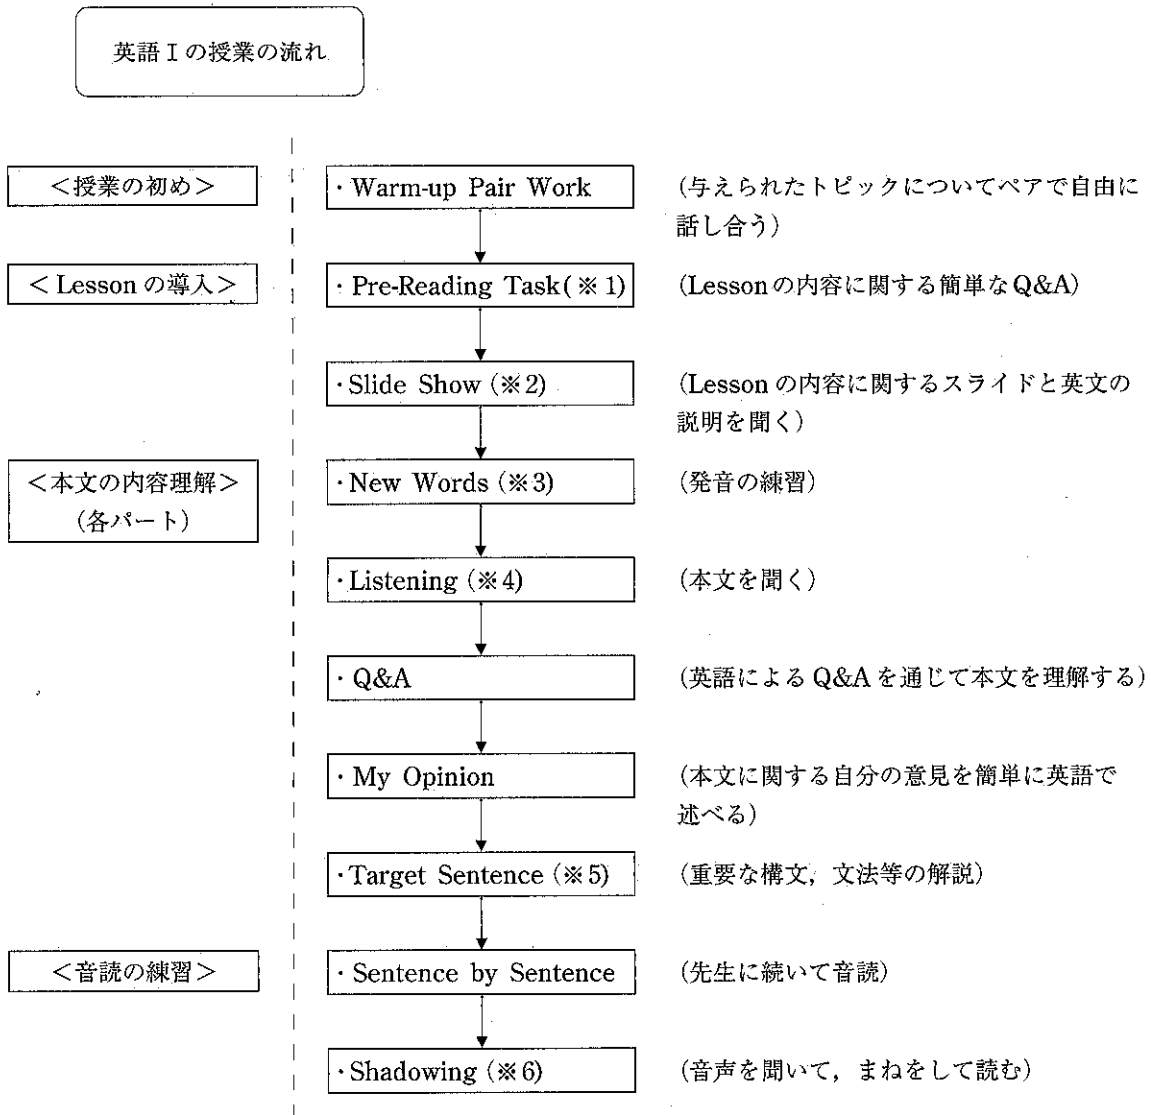 英語Ⅰの授業の流れ
<授業の初め>
・Warm-up Pair Work
(与えられたトピックについてペアで自由に
話し合う)
<Lessonの導入>
・Pre-Reading Task(※1)
(Lessonの内容に関する簡単なQ&A)
・Slide Show (※2)
(Lessonの内容に関するスライドと英文の
説明を聞く)
<本文の内容理解>
(各パート)
・New Words (※3)
(発音の練習)
・Listening (※4)
(本文を聞く)
・Q&A
(英語によるQ&Aを通じて本文を理解する)
・My Opinion
(本文に関する自分の意見を簡単に英語で
述べる)
・Target Sentence (※5)
(重要な構文,文法等の解説)
<音読の練習>
・Sentence by Sentence
(先生に続いて音読)
・Shadowing (※6)
(音声を聞いて,まねをして読む)